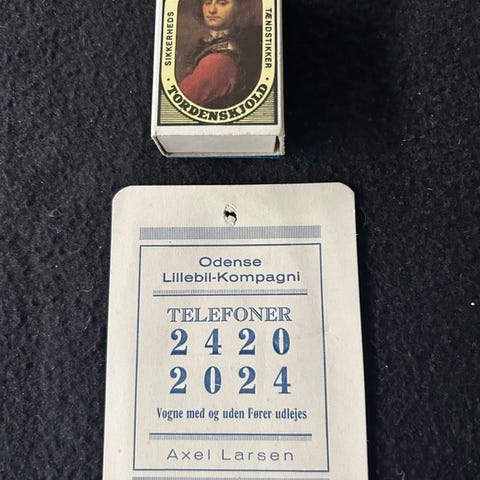 SIKKERHEDS
TÆNDSTIKKER
· TORDENSKJOLD ·
Odense
Lillebil-Kompagni
TELEFONER
2420
2024
Vogne med og uden Fører udlejes
Axel Larsen